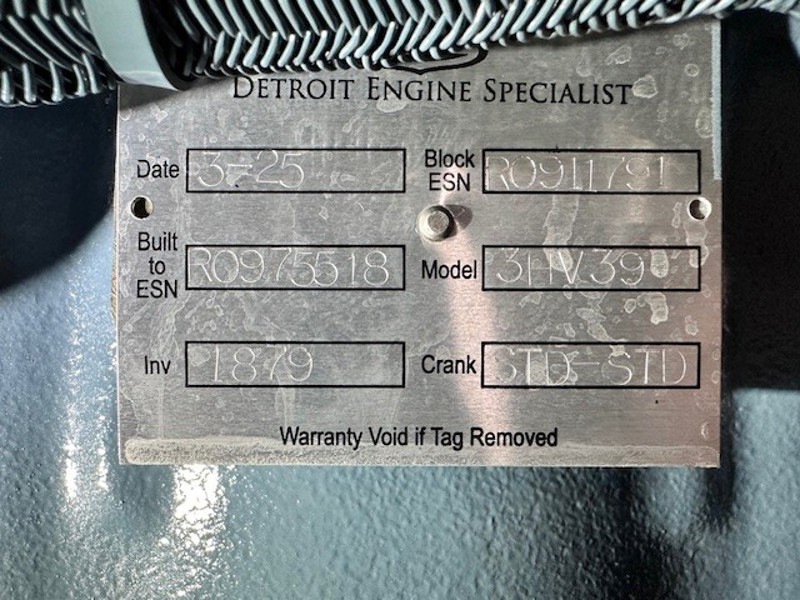 DETROIT ENGINE SPECIALIST
Date 3-25
Block ESN R0911791
Built to ESN R0975518
Model 3HV39
Inv 1879
Crank STD-STD
Warranty Void if Tag Removed